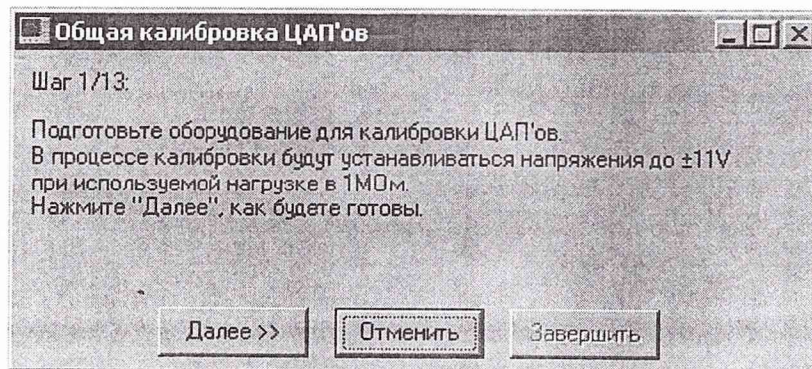 Общая калибровка ЦАП'ов
Шаг 1/13:
Подготовьте оборудование для калибровки ЦАП'ов.
В процессе калибровки будут устанавливаться напряжения до ±11V
при используемой нагрузке в 1МОм.
Нажмите "Далее", как будете готовы.
Далее >> Отменить Завершить